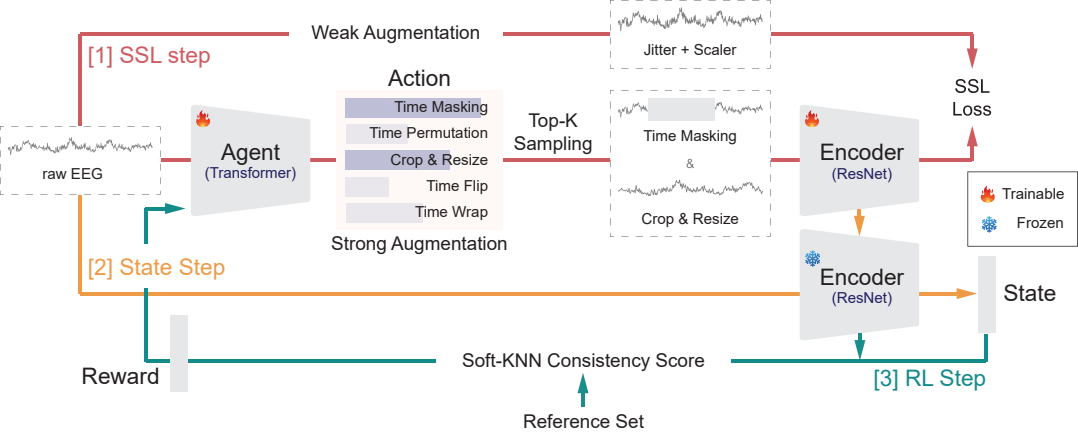 Weak Augmentation
[1] SSL step
Jitter + Scaler
SSL
Loss
Action
Time Masking
Time Permutation
Crop & Resize
Time Flip
Time Wrap
Strong Augmentation
Agent
(Transformer)
raw EEG
Top-K
Sampling
Time Masking
&
Crop & Resize
Encoder
(ResNet)
Trainable
Frozen
[2] State Step
Encoder
(ResNet)
State
Reward
Soft-KNN Consistency Score
[3] RL Step
Reference Set